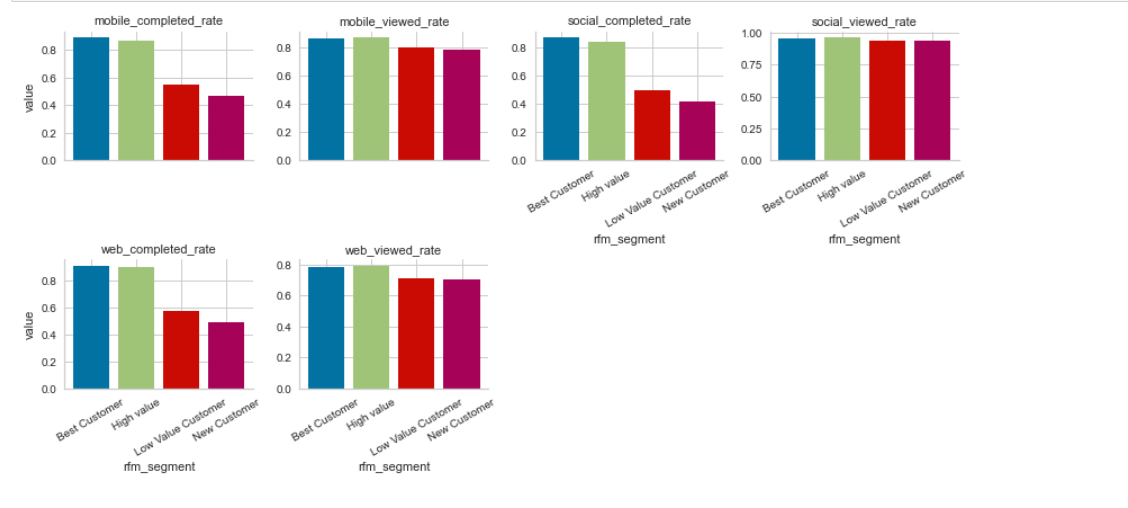 mobile_completed_rate
mobile_viewed_rate
social_completed_rate
social_viewed_rate
value
0.8
0.6
0.4
0.2
0.0
0.8
0.6
0.4
0.2
0.0
0.8
0.6
0.4
0.2
0.0
1.00
0.75
0.50
0.25
0.00
Best Customer
High value
Low Value Customer
New Customer
rfm_segment
Best Customer
High value
Low Value Customer
New Customer
rfm_segment
web_completed_rate
web_viewed_rate
value
0.8
0.6
0.4
0.2
0.0
0.8
0.6
0.4
0.2
0.0
Best Customer
High value
Low Value Customer
New Customer
rfm_segment
Best Customer
High value
Low Value Customer
New Customer
rfm_segment